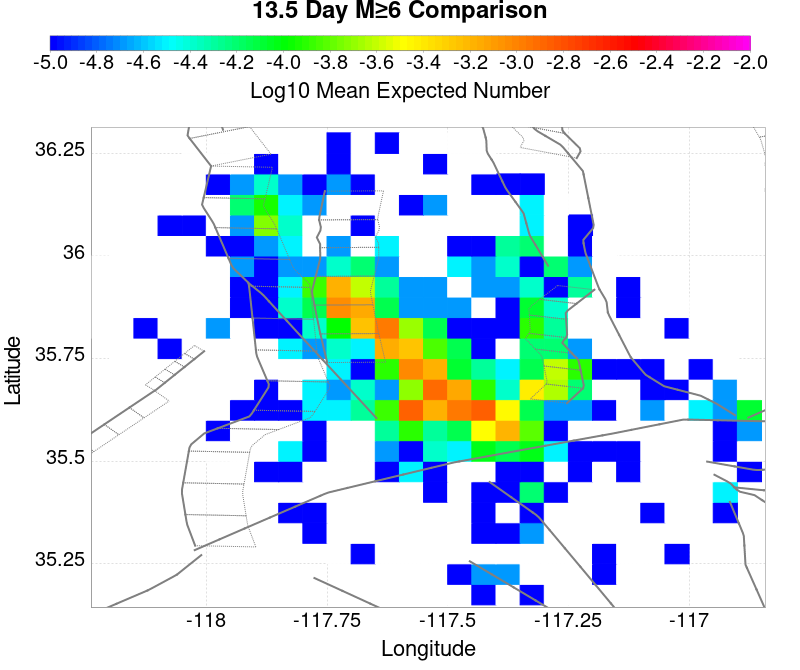 13.5 Day M≥6 Comparison
-5.0 -4.8 -4.6 -4.4 -4.2 -4.0 -3.8 -3.6 -3.4 -3.2 -3.0 -2.8 -2.6 -2.4 -2.2 -2.0
Log10 Mean Expected Number
36.25
36
35.75
35.5
35.25
Latitude
-118 -117.75 -117.5 -117.25 -117
Longitude